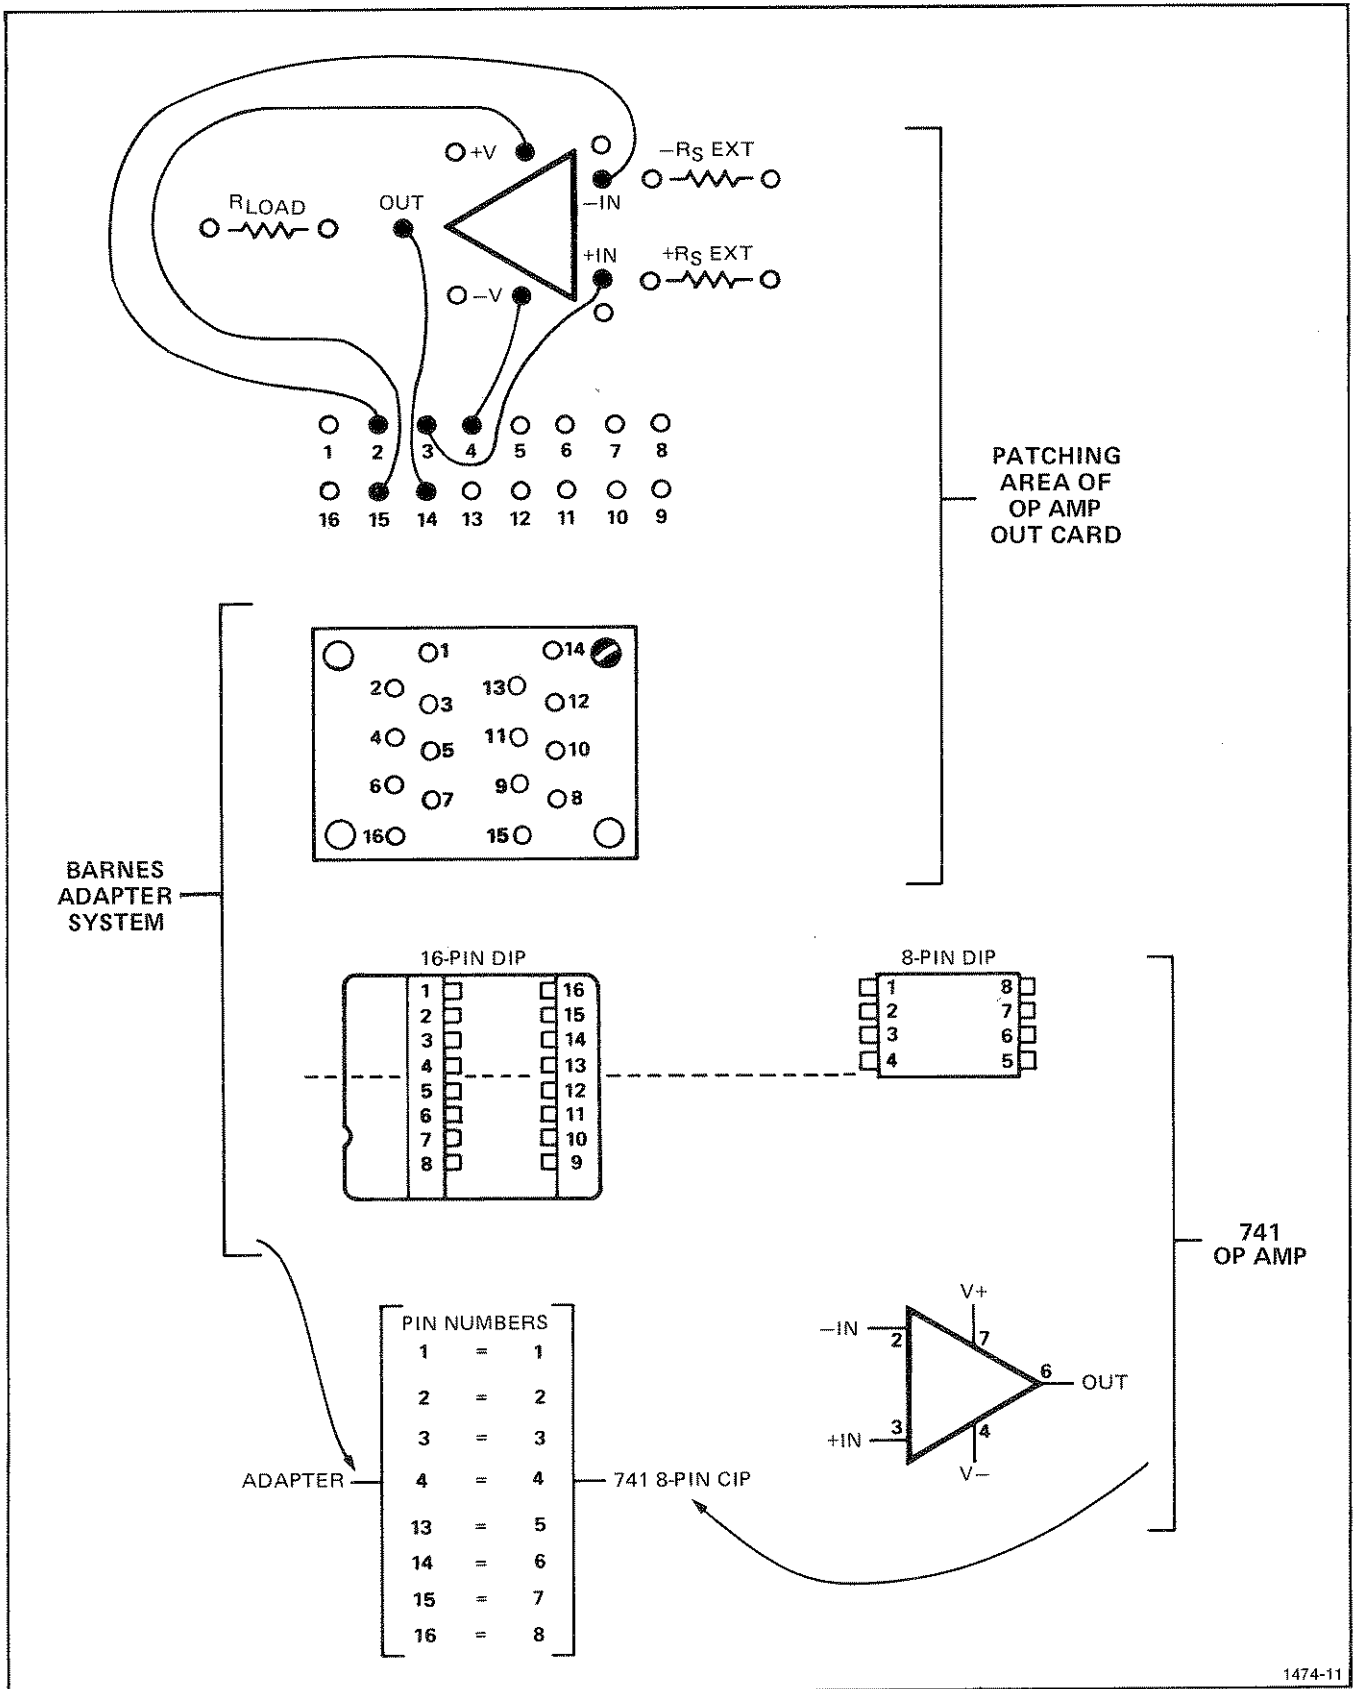 +V
−RS EXT
RLOAD
OUT
−IN
+IN
+RS EXT
−V
1 2 3 4 5 6 7 8
16 15 14 13 12 11 10 9
PATCHING
AREA OF
OP AMP
OUT CARD
1 14
2 13
3 12
4 11
5 10
6 9
7 8
16 15
BARNES
ADAPTER
SYSTEM
16-PIN DIP
1 16
2 15
3 14
4 13
5 12
6 11
7 10
8 9
8-PIN DIP
1 8
2 7
3 6
4 5
741
OP AMP
PIN NUMBERS
1 = 1
2 = 2
3 = 3
4 = 4
13 = 5
14 = 6
15 = 7
16 = 8
ADAPTER
741 8-PIN CIP
V+
−IN
2
7
6
OUT
3
+IN
4
V−
1474-11